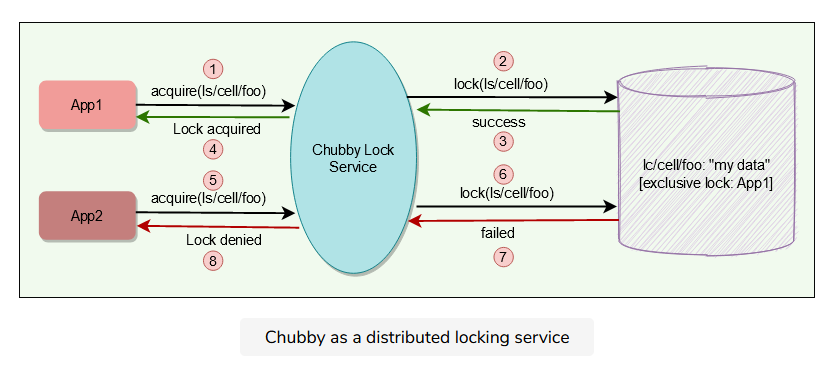 1
acquire(ls/cell/foo)
App1
Lock acquired
4
5
acquire(ls/cell/foo)
App2
Lock denied
8
Chubby Lock
Service
2
lock(ls/cell/foo)
success
3
6
lock(ls/cell/foo)
failed
7
lc/cell/foo: "my data"
[exclusive lock: App1]
Chubby as a distributed locking service